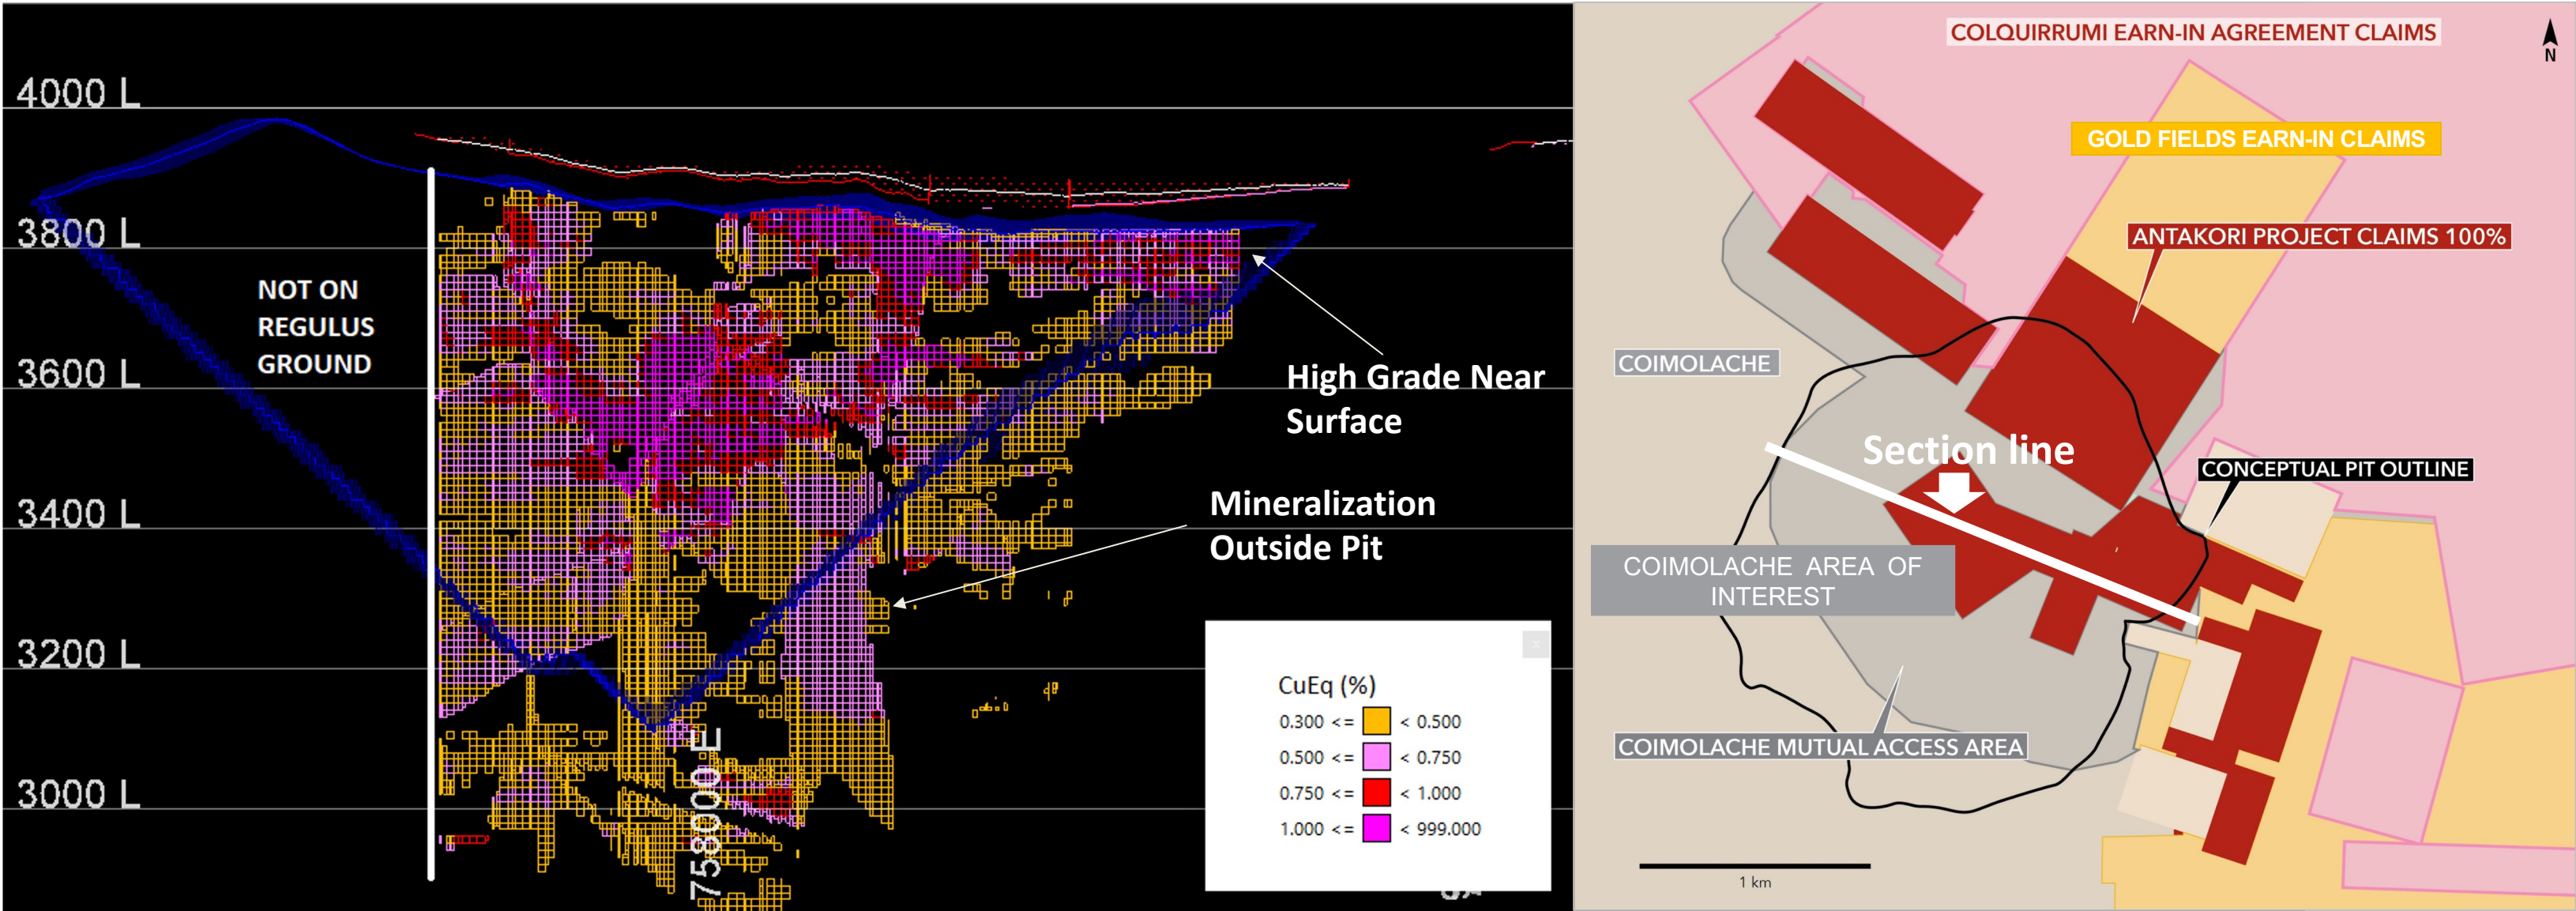 4000 L
3800 L
3600 L
3400 L
3200 L
3000 L
NOT ON
REGULUS
GROUND
High Grade Near
Surface
Mineralization
Outside Pit
758000 E
CuEq (%)
0.300 <= < 0.500
0.500 <= < 0.750
0.750 <= < 1.000
1.000 <= < 999.000
COLQUIRRUMI EARN-IN AGREEMENT CLAIMS
N
GOLD FIELDS EARN-IN CLAIMS
ANTAKORI PROJECT CLAIMS 100%
COIMOLACHE
Section line
CONCEPTUAL PIT OUTLINE
COIMOLACHE AREA OF
INTEREST
COIMOLACHE MUTUAL ACCESS AREA
1 km